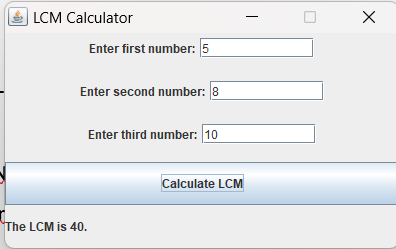 LCM Calculator
Enter first number: 5
Enter second number: 8
Enter third number: 10
Calculate LCM
The LCM is 40.